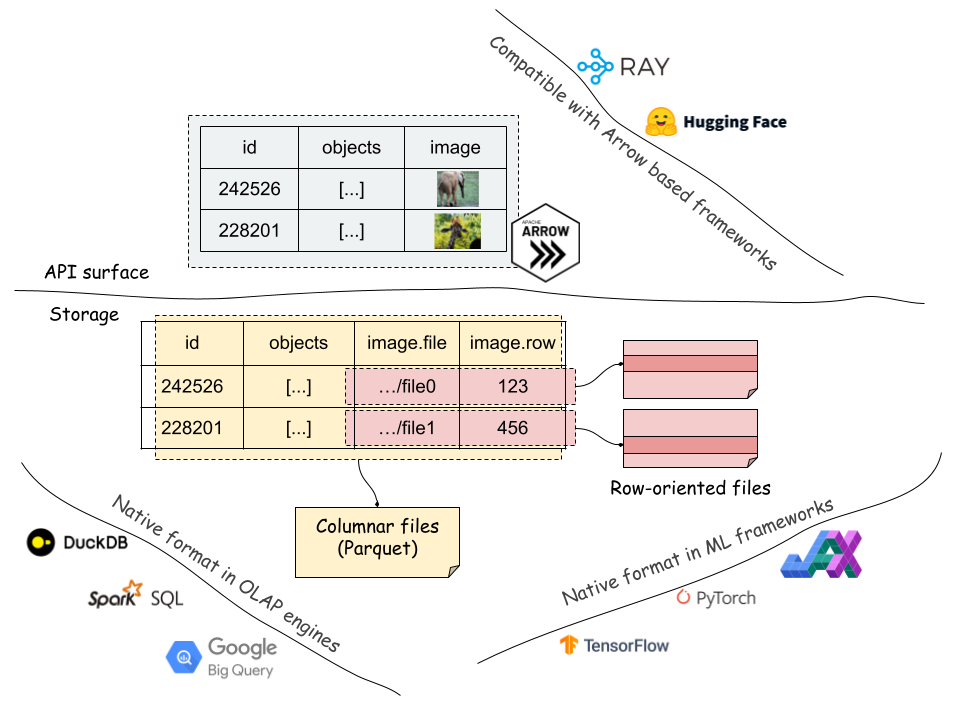 Compatible with Arrow based frameworks
RAY
Hugging Face
id objects image
242526 [...]
228201 [...]
APACHE
ARROW
API surface
Storage
id objects image.file image.row
242526 [...] .../file0 123
228201 [...] .../file1 456
Row-oriented files
Columnar files
(Parquet)
Native format in OLAP engines
DuckDB
Spark SQL
Google
Big Query
Native format in ML frameworks
JAX
PyTorch
TensorFlow